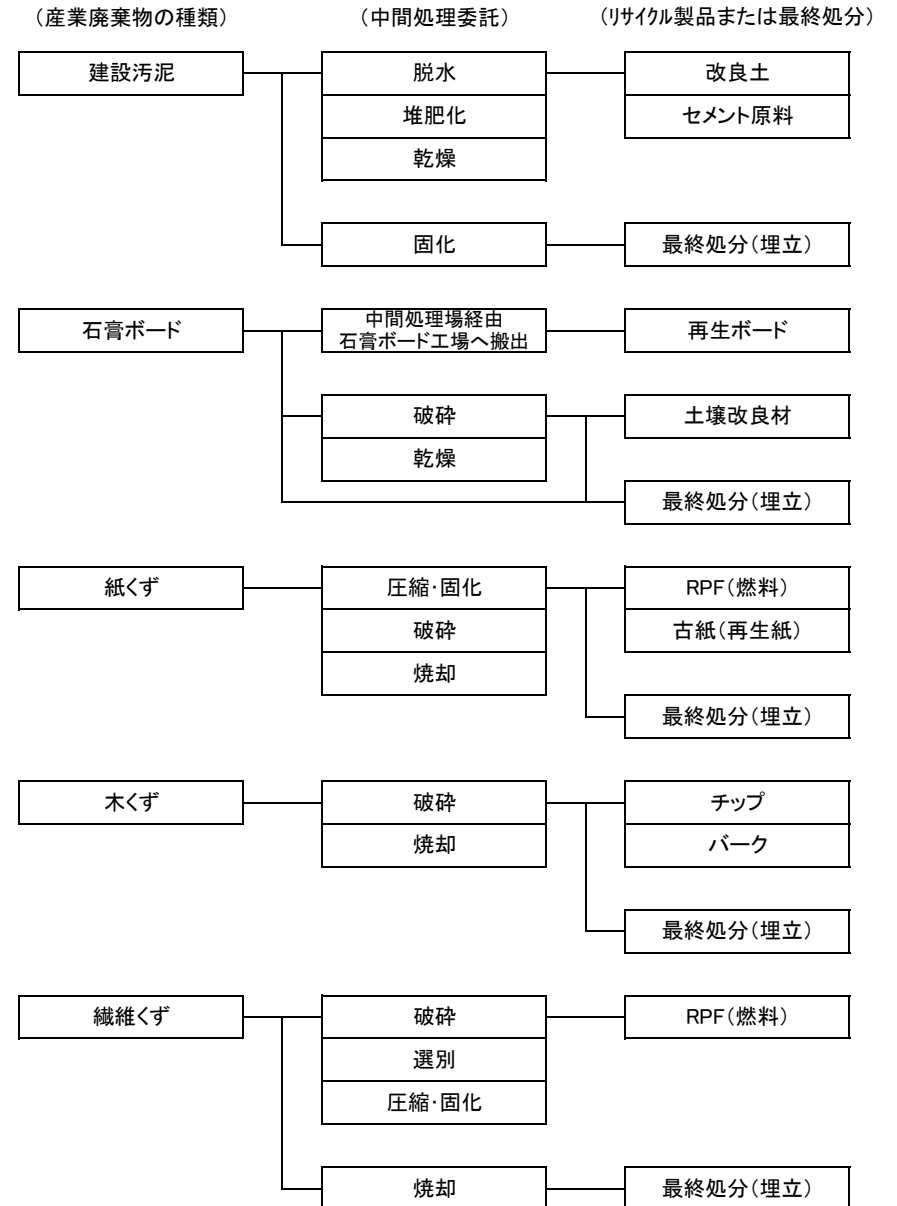 (産業廃棄物の種類)
(中間処理委託)
(リサイクル製品または最終処分)
建設汚泥
脱水
改良土
堆肥化
セメント原料
乾燥
固化
最終処分(埋立)
石膏ボード
中間処理場経由
石膏ボード工場へ搬出
再生ボード
破砕
土壌改良材
乾燥
最終処分(埋立)
紙くず
圧縮・固化
RPF(燃料)
破砕
古紙(再生紙)
焼却
最終処分(埋立)
木くず
破砕
チップ
焼却
バーク
最終処分(埋立)
繊維くず
破砕
RPF(燃料)
選別
圧縮・固化
焼却
最終処分(埋立)